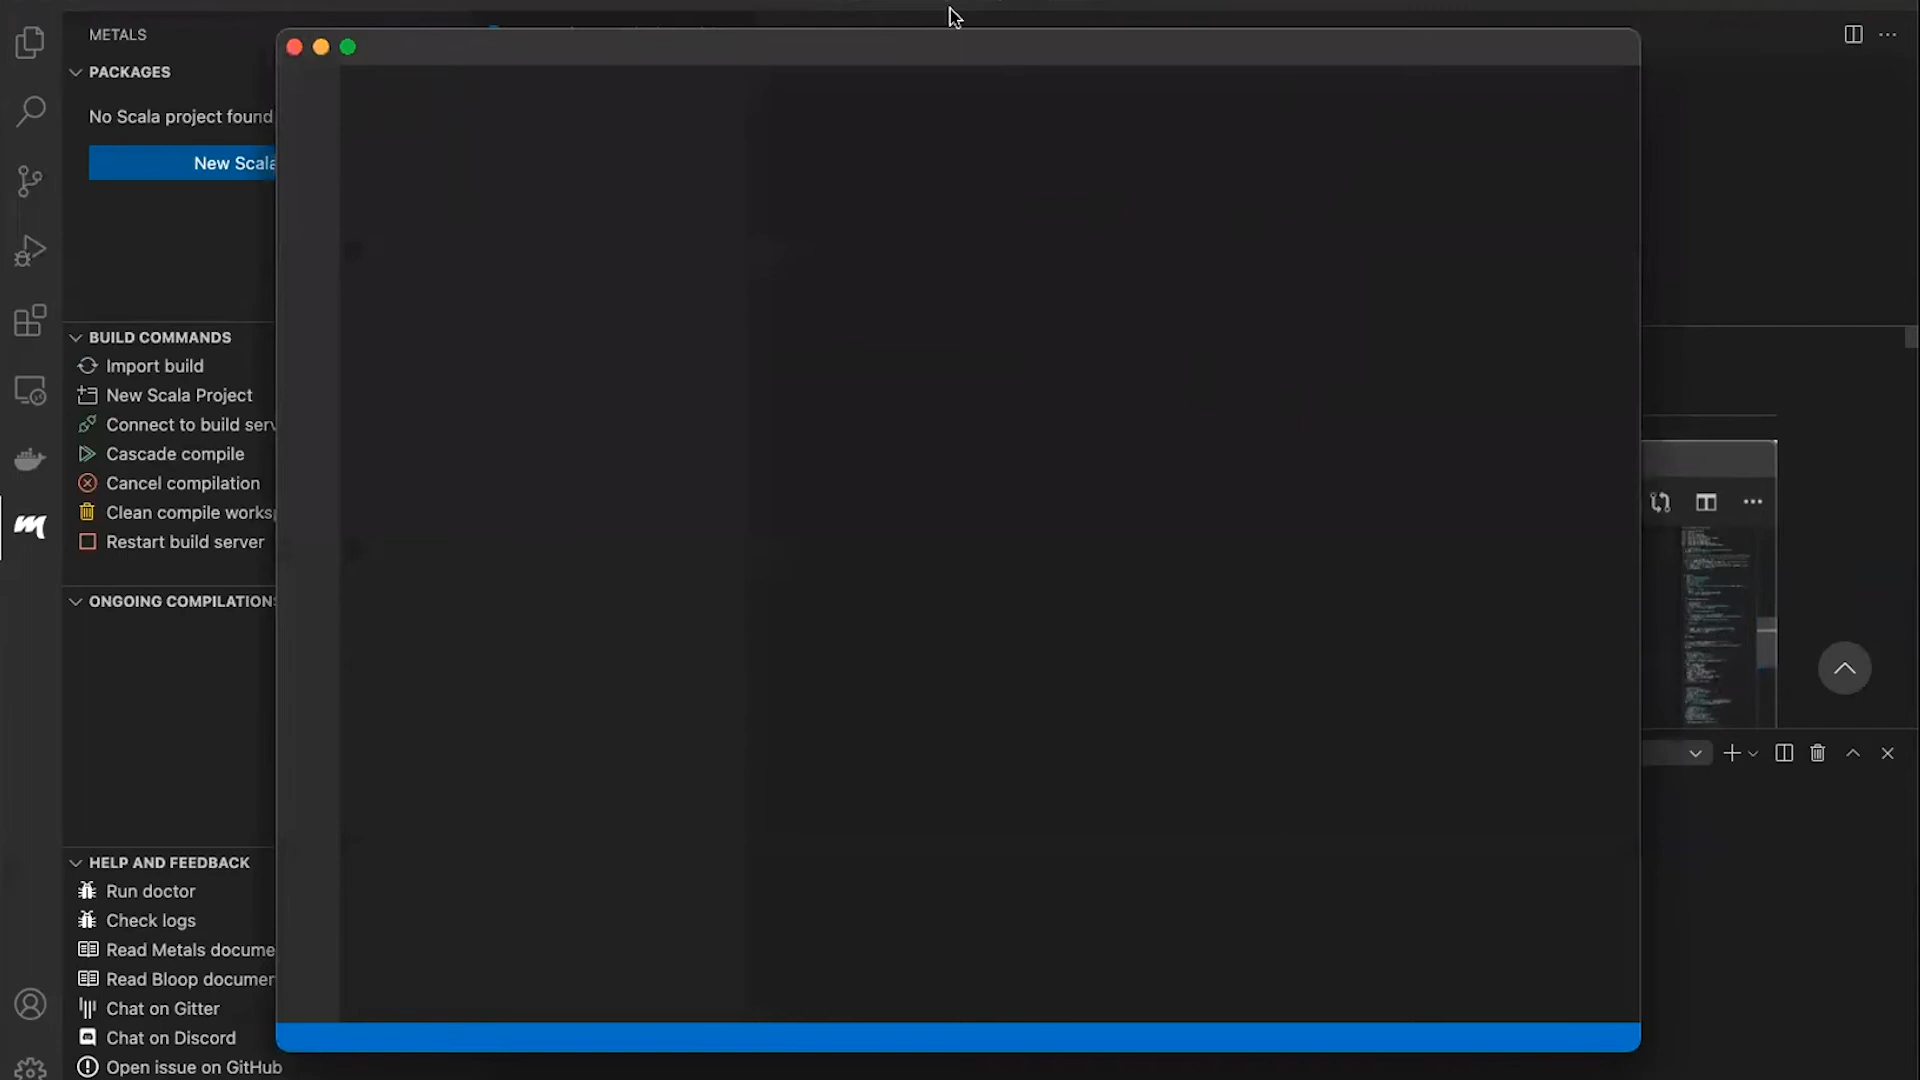 METALS
PACKAGES
No Scala project found
New Scala
BUILD COMMANDS
Import build
New Scala Project
Connect to build serv
Cascade compile
Cancel compilation
Clean compile works
Restart build server
ONGOING COMPILATIONS
HELP AND FEEDBACK
Run doctor
Check logs
Read Metals docume
Read Bloop documen
Chat on Gitter
Chat on Discord
Open issue on GitHub